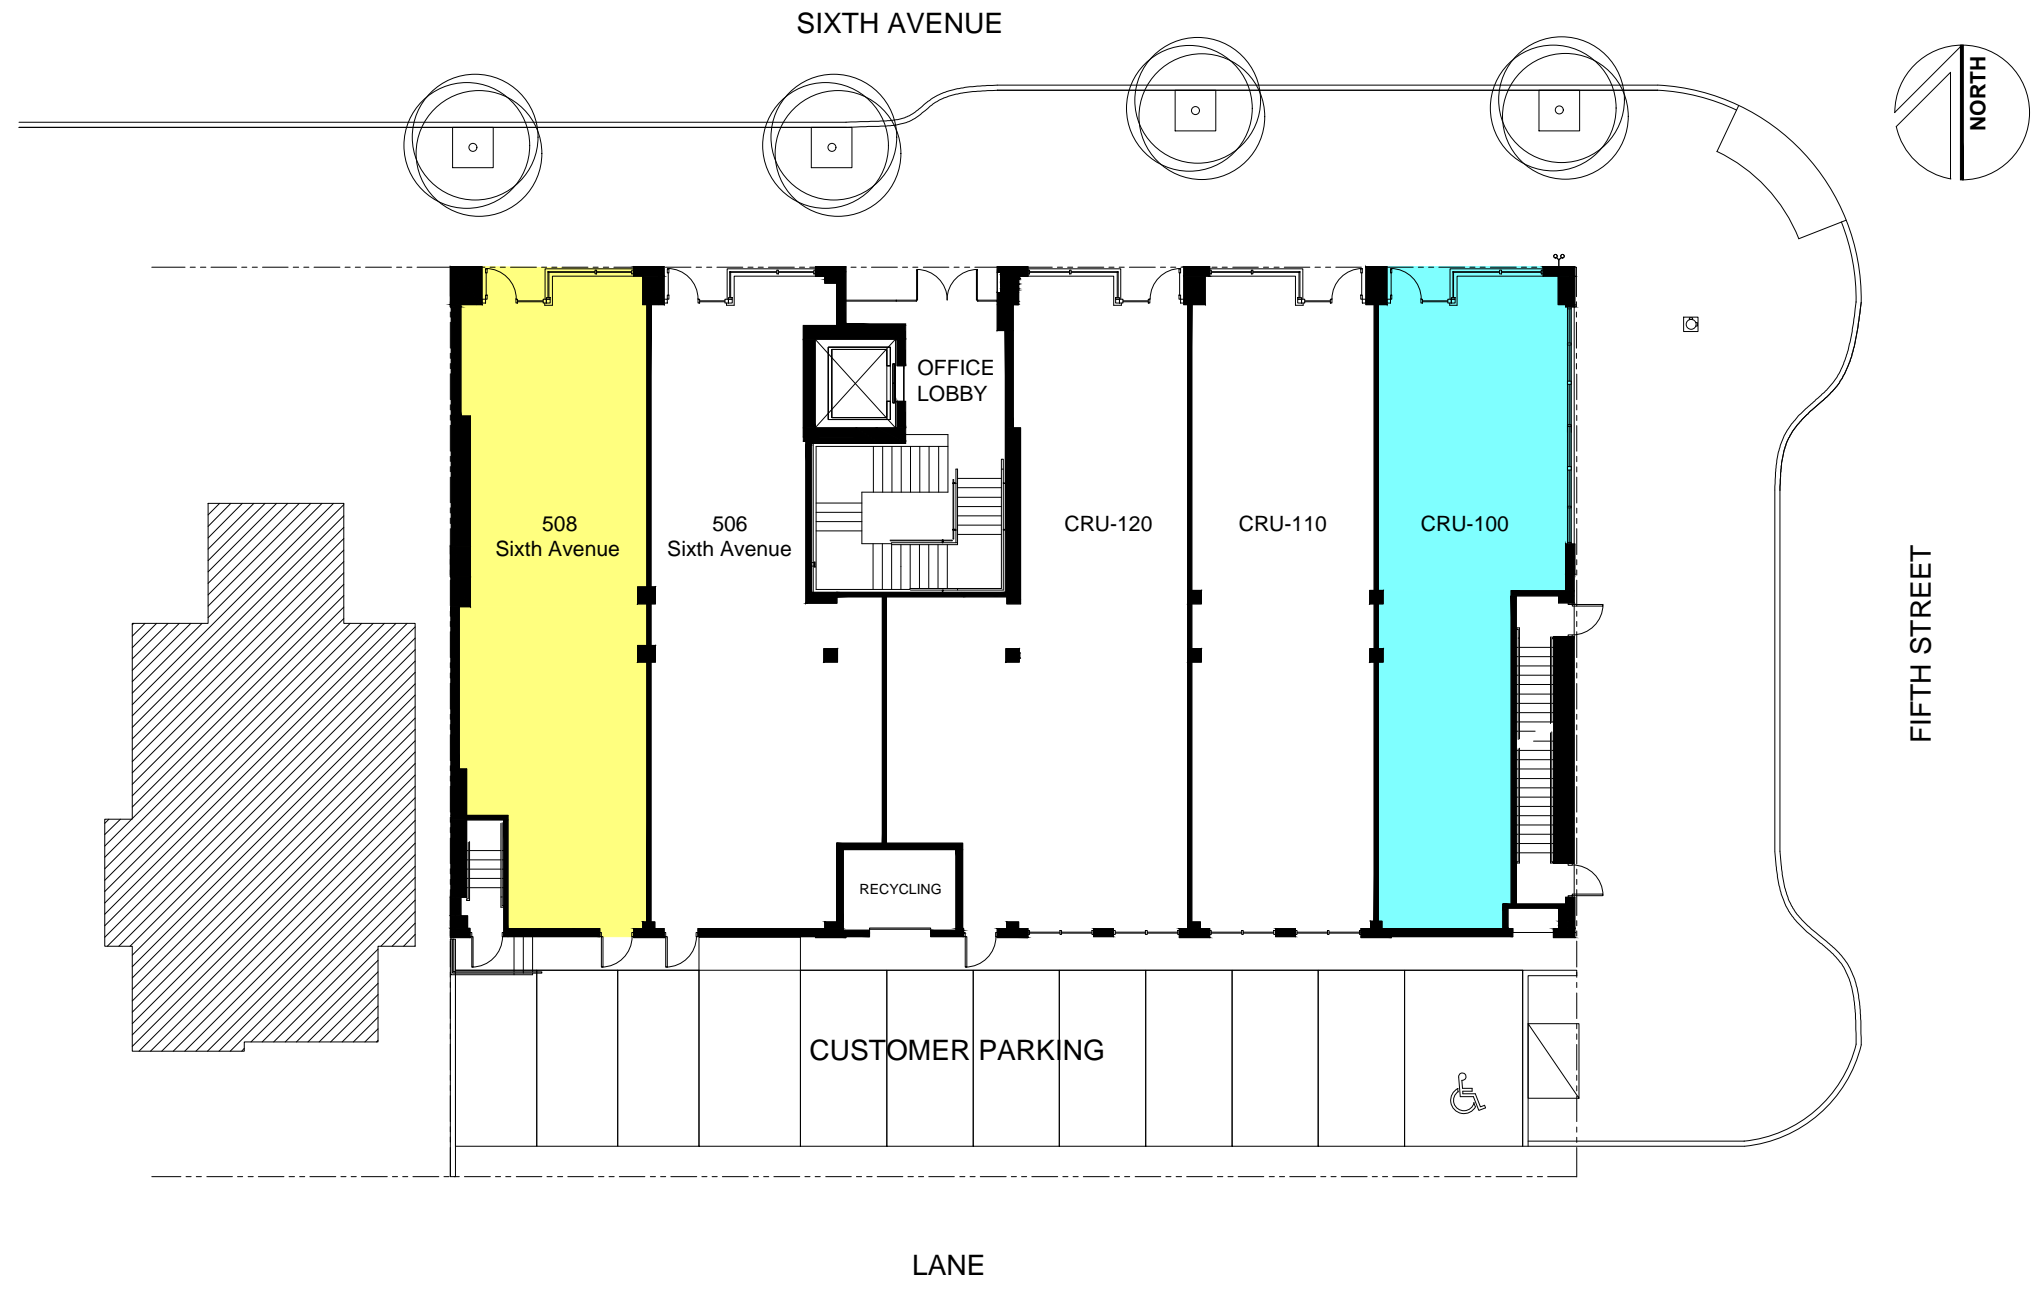 SIXTH AVENUE
NORTH
OFFICE
LOBBY
508
Sixth Avenue
506
Sixth Avenue
CRU-120
CRU-110
CRU-100
FIFTH STREET
RECYCLING
CUSTOMER PARKING
LANE